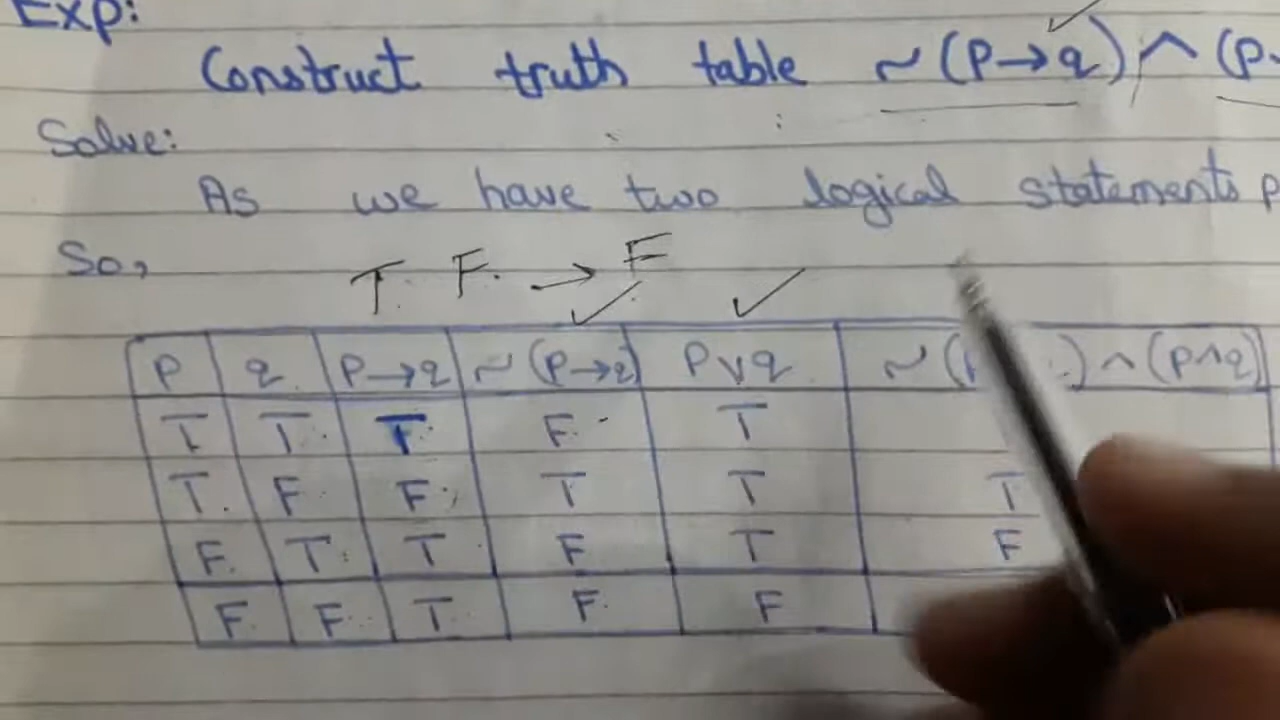 Exp:
Construct truth table ~(P→q) ∧ (p
Solve:
As we have two logical statements p
So,
T. F. → F
P q P→q ~(P→q) P∨q ~( ) ∧ (p∧q)
T T T F T
T F F T T T
F T T F T F
F F T F F